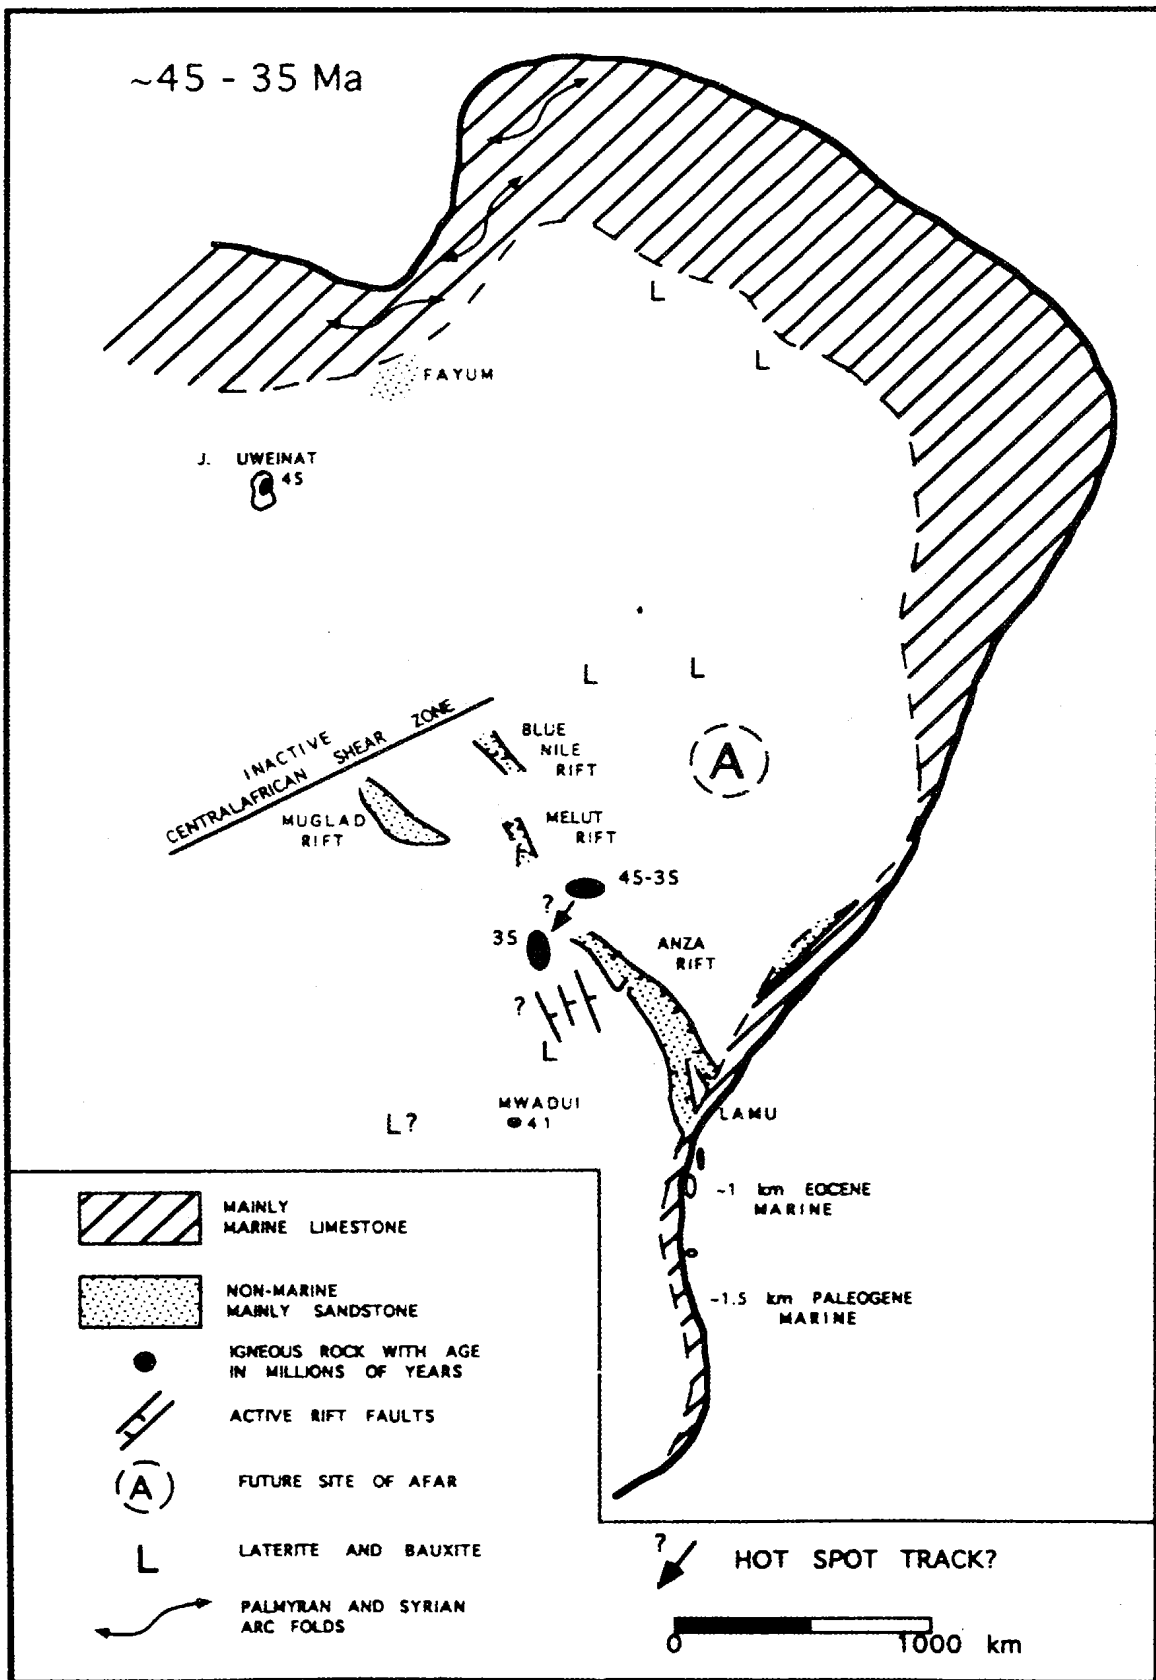 ~45 - 35 Ma
L
L
FAYUM
J. UWEINAT
45
L
L
INACTIVE
CENTRALAFRICAN SHEAR ZONE
BLUE
NILE
RIFT
A
MUGLAD
RIFT
MELUT
RIFT
45-35
?
35
ANZA
RIFT
?
L
MWADUI
41
L?
LAMU
~1 km EOCENE
MARINE
~1.5 km PALEOGENE
MARINE
MAINLY
MARINE LIMESTONE
NON-MARINE
MAINLY SANDSTONE
IGNEOUS ROCK WITH AGE
IN MILLIONS OF YEARS
ACTIVE RIFT FAULTS
A
FUTURE SITE OF AFAR
L
LATERITE AND BAUXITE
PALMYRAN AND SYRIAN
ARC FOLDS
?
HOT SPOT TRACK?
0
1000 km